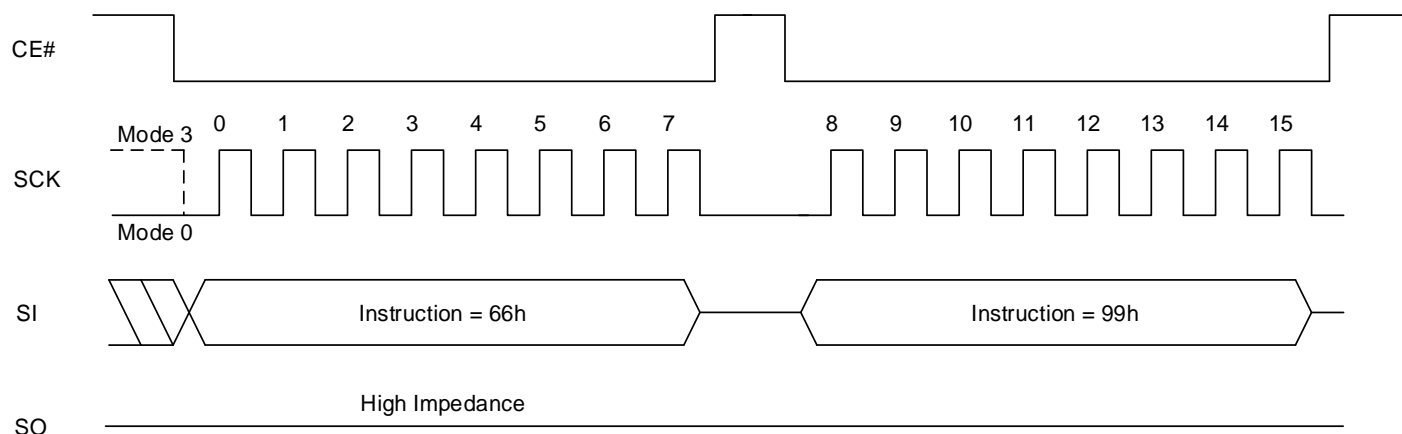 CE#
Mode 3
0 1 2 3 4 5 6 7 8 9 10 11 12 13 14 15
SCK
Mode 0
SI
Instruction = 66h
Instruction = 99h
High Impedance
SO